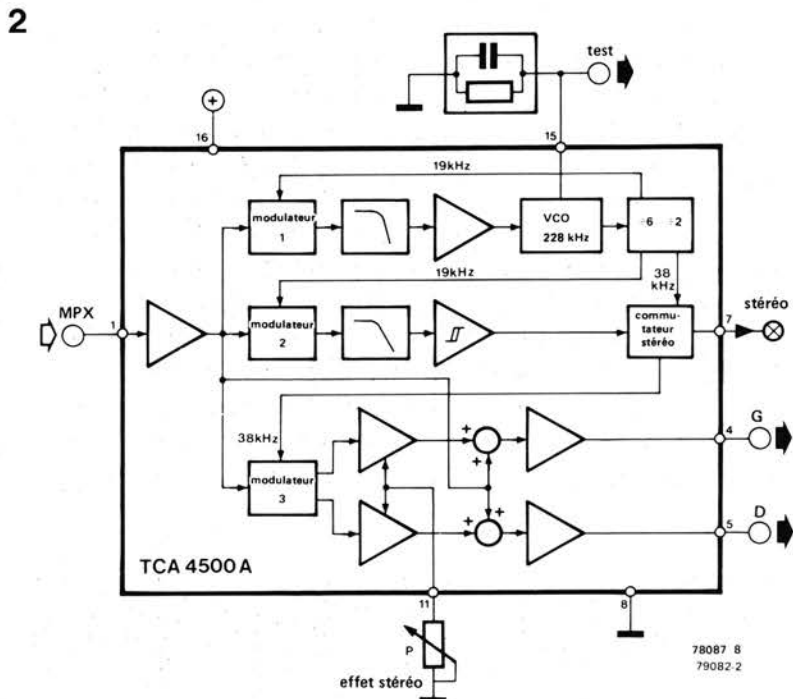 2
test
+
16
15
19kHz
modulateur
1
VCO
228 kHz
÷6 ÷2
19kHz
38
kHz
stéréo
MPX
1
modulateur
2
commu-
tateur
stéréo
7
38kHz
+
+
G
4
modulateur
3
+
+
D
5
TCA 4500A
11
8
P
effet stéréo
78087 8
79082-2